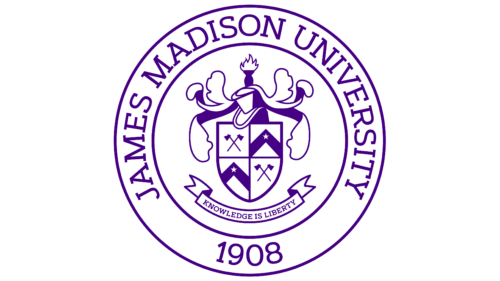 JAMES MADISON UNIVERSITY
KNOWLEDGE IS LIBERTY
1908